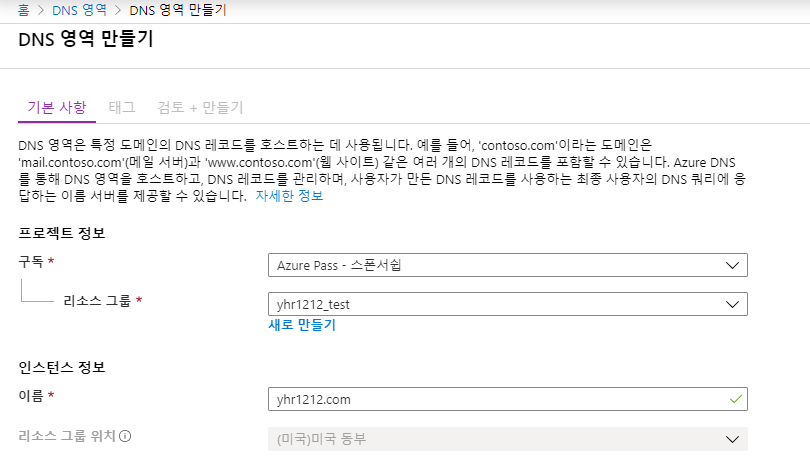 홈 > DNS 영역 > DNS 영역 만들기
DNS 영역 만들기
기본 사항 태그 검토 + 만들기
DNS 영역은 특정 도메인의 DNS 레코드를 호스트하는 데 사용됩니다. 예를 들어, 'contoso.com'이라는 도메인은
'mail.contoso.com'(메일 서버)과 'www.contoso.com'(웹 사이트) 같은 여러 개의 DNS 레코드를 포함할 수 있습니다. Azure DNS
를 통해 DNS 영역을 호스트하고, DNS 레코드를 관리하며, 사용자가 만든 DNS 레코드를 사용하는 최종 사용자의 DNS 쿼리에 응
답하는 이름 서버를 제공할 수 있습니다. 자세한 정보
프로젝트 정보
구독 * Azure Pass - 스폰서쉽
리소스 그룹 * yhr1212_test
새로 만들기
인스턴스 정보
이름 * yhr1212.com
리소스 그룹 위치 (미국)미국 동부